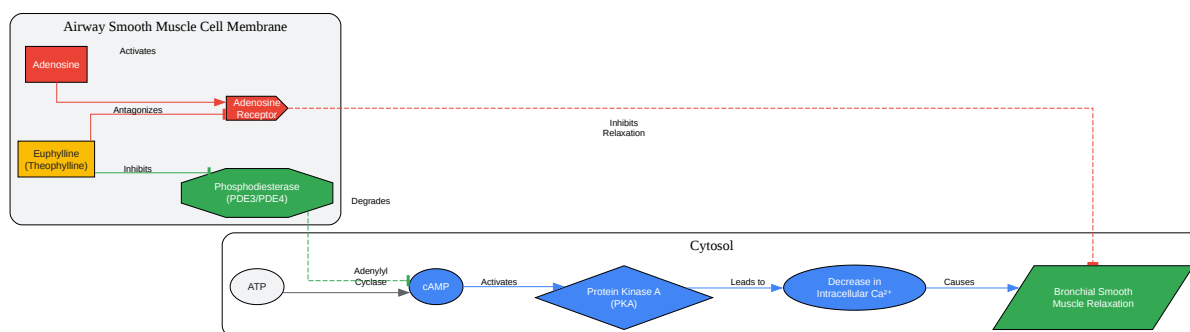 Airway Smooth Muscle Cell Membrane
Activates
Adenosine
Adenosine
Receptor
Antagonizes
Inhibits
Relaxation
Euphylline
(Theophylline)
Inhibits
Phosphodiesterase
(PDE3/PDE4)
Degrades
Cytosol
ATP
Adenylyl
Cyclase
cAMP
Activates
Protein Kinase A
(PKA)
Leads to
Decrease in
Intracellular Ca²⁺
Causes
Bronchial Smooth
Muscle Relaxation